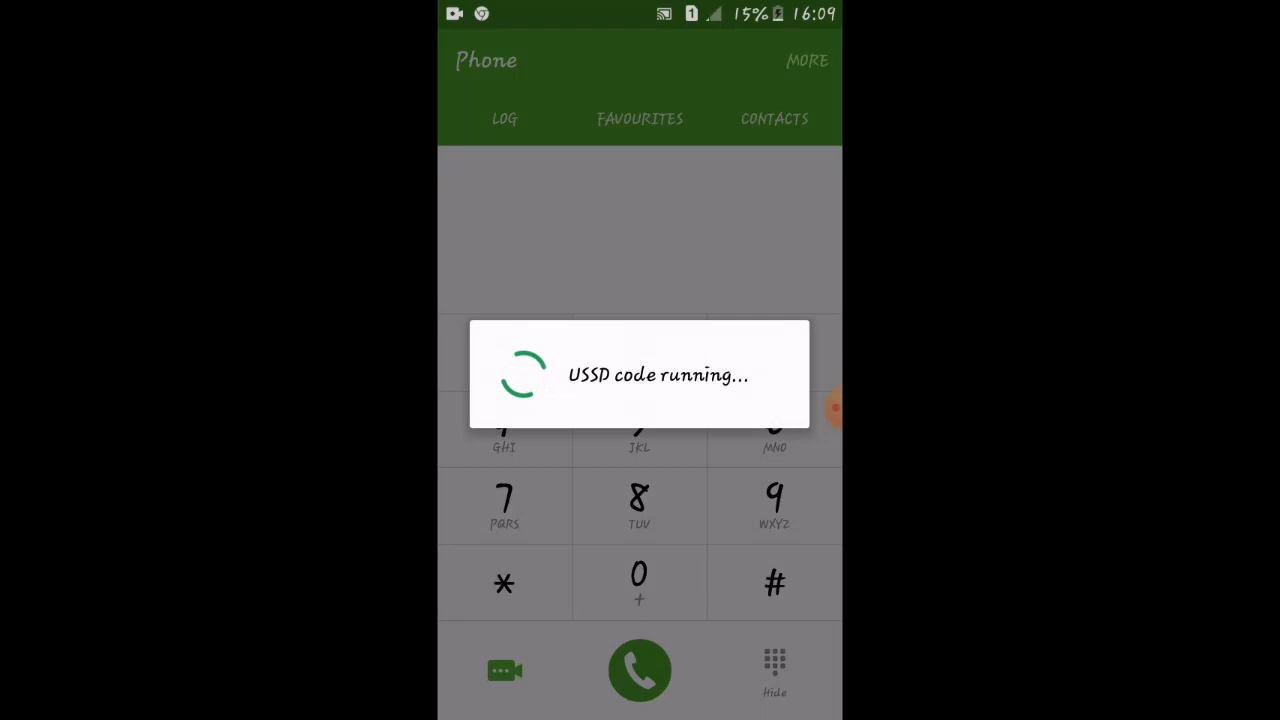 1 15% 16:09
Phone MORE
LOG FAVOURITES CONTACTS
USSD code running...
GHI JKL MNO
7 8 9
PQRS TUV WXYZ
* 0 #
+
Hide